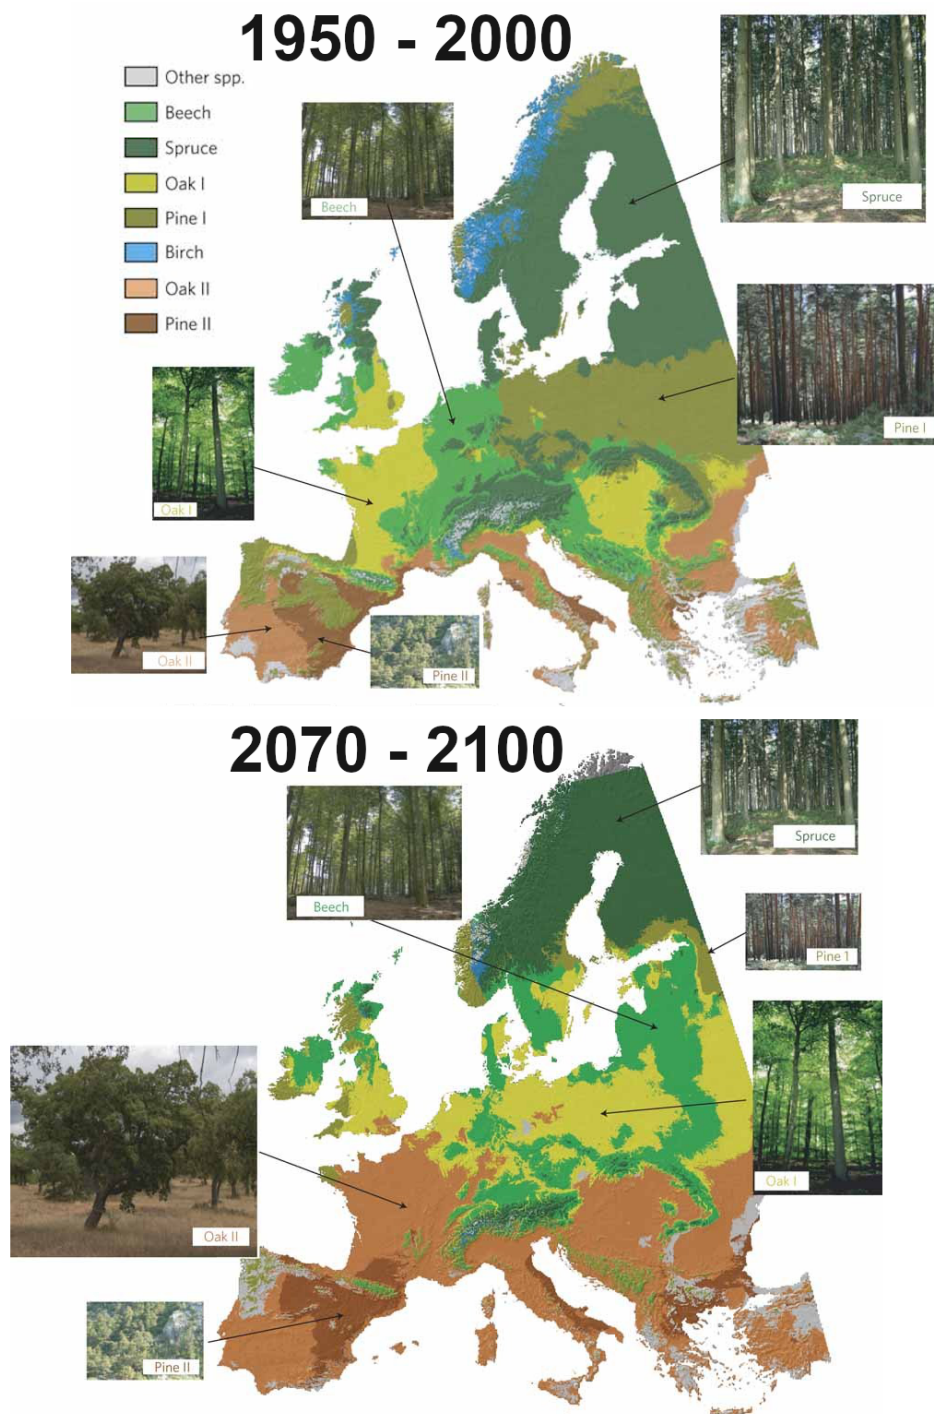 1950 - 2000
Other spp.
Beech
Spruce
Oak I
Pine I
Birch
Oak II
Pine II
Beech
Spruce
Pine I
Oak I
Oak II
Pine II
2070 - 2100
Spruce
Beech
Pine 1
Oak I
Oak II
Pine II